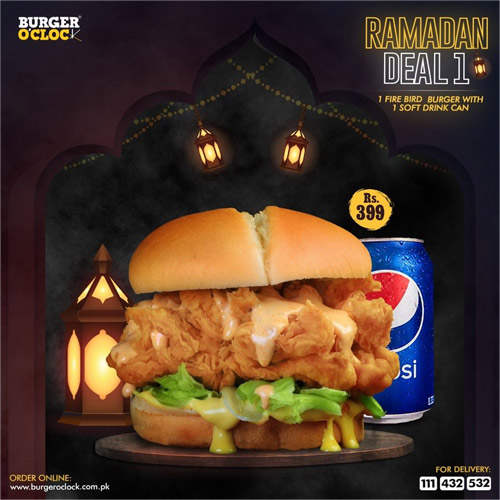 BURGER
O'CLOCK
RAMADAN
DEAL 1
1 FIRE BIRD BURGER WITH
1 SOFT DRINK CAN
Rs.
399
psi
ORDER ONLINE:
www.burgeroclock.com.pk
FOR DELIVERY:
111 432 532